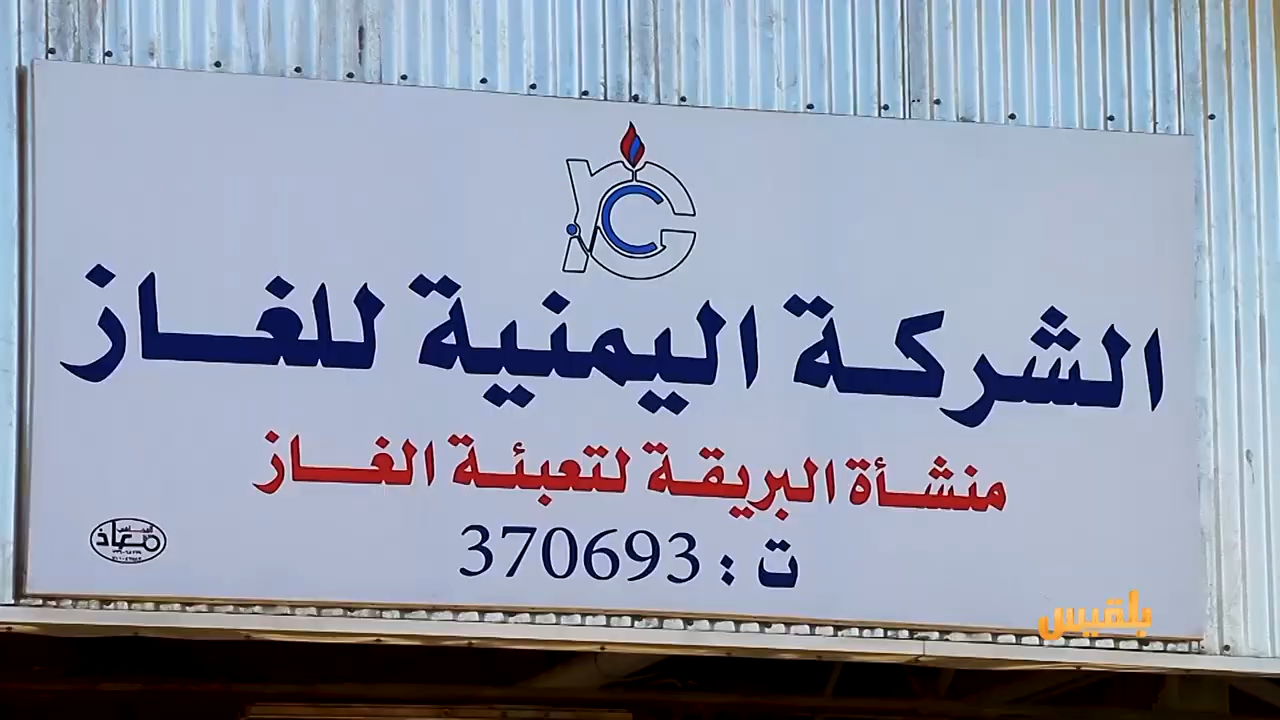 الشركة اليمنية للغاز
منشأة البريقة لتعبئة الغاز
ت : 370693
بلقيس